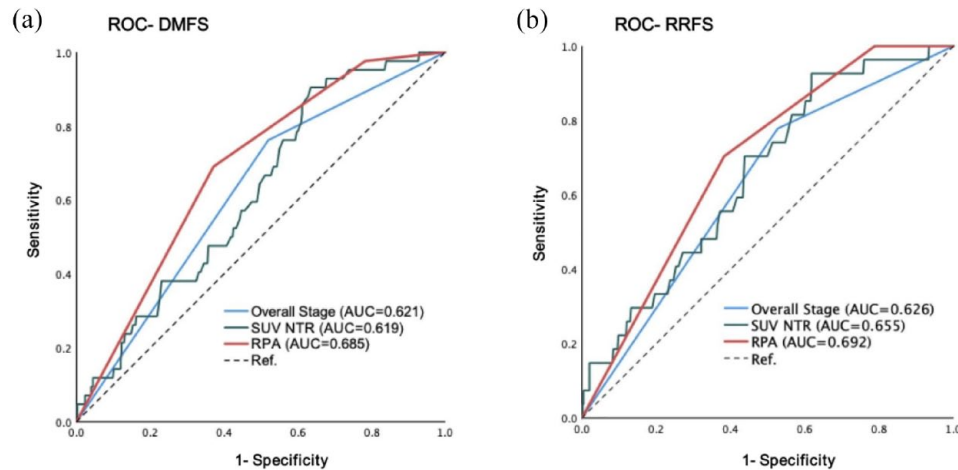 (a)
ROC- DMFS
1.0
0.8
0.6
0.4
0.2
0.0
Sensitivity
Overall Stage (AUC=0.621)
SUV NTR (AUC=0.619)
RPA (AUC=0.685)
Ref.
0.0 0.2 0.4 0.6 0.8 1.0
1- Specificity
(b)
ROC- RRFS
1.0
0.8
0.6
0.4
0.2
0.0
Sensitivity
Overall Stage (AUC=0.626)
SUV NTR (AUC=0.655)
RPA (AUC=0.692)
Ref.
0.0 0.2 0.4 0.6 0.8 1.0
1- Specificity